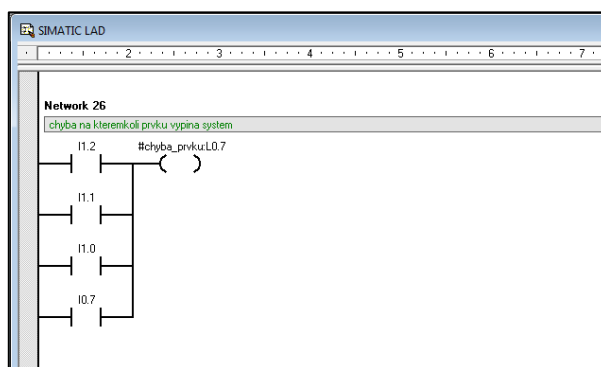 SIMATIC LAD
2 3 4 5 6 7
Network 26
chyba na kteremkoli prvku vypina system
I1.2 #chyba_prvku:L0.7
I1.1
I1.0
I0.7